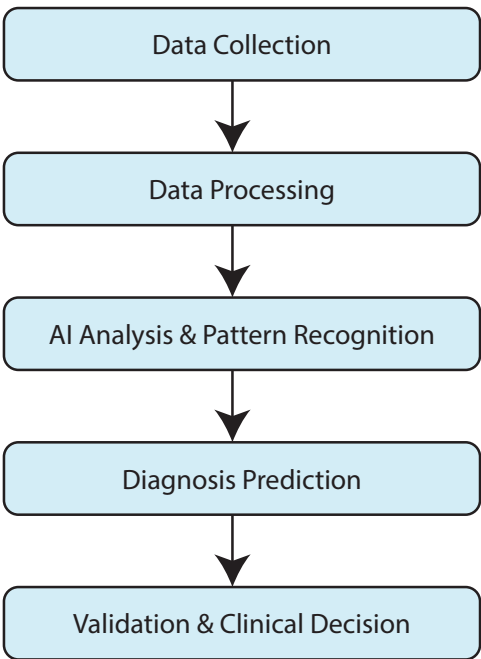 Data Collection
Data Processing
AI Analysis & Pattern Recognition
Diagnosis Prediction
Validation & Clinical Decision